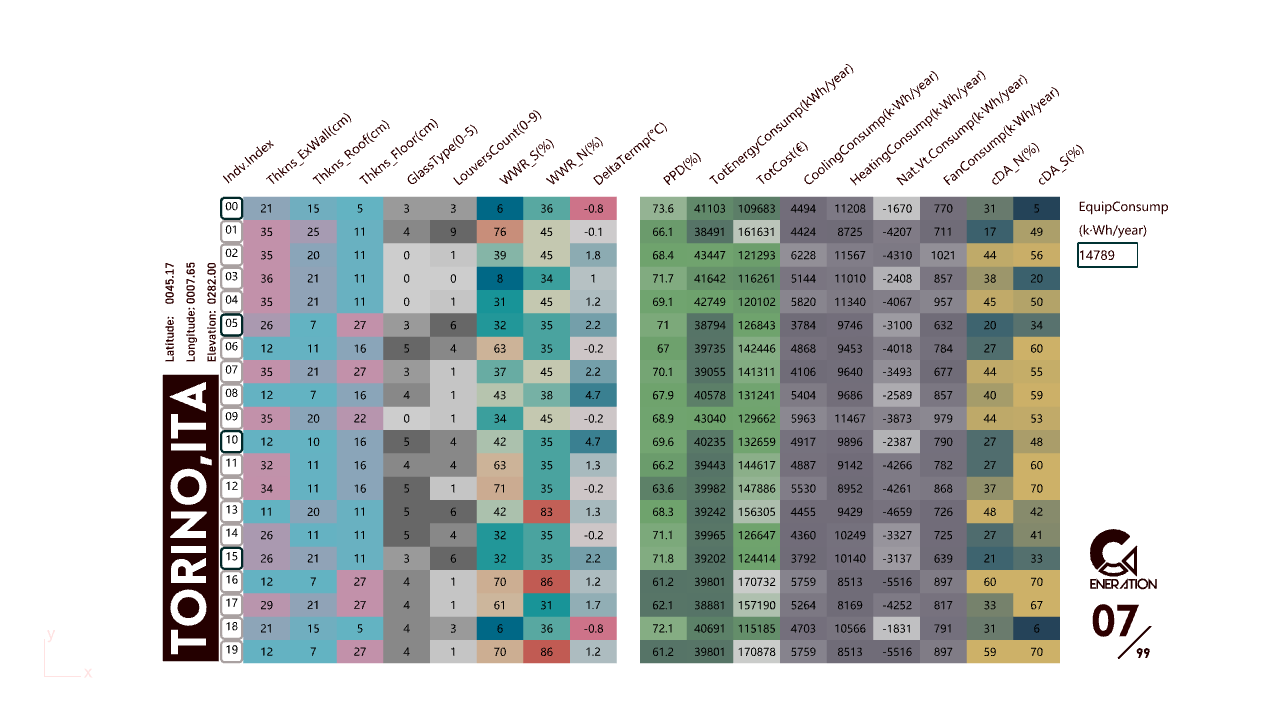 Indv.Index Thkns_ExWall(cm) Thkns_Roof(cm) Thkns_Floor(cm) GlassType(0-5) LouversCount(0-9) WWR_S(%) WWR_N(%) DeltaTermp(°C) PPD(%) TotEnergyConsump(kWh/year) TotCost(€) CoolingConsump(k·Wh/year) HeatingConsump(k·Wh/year) Nat.Vt.Consump(k·Wh/year) FanConsump(k·Wh/year) cDA_N(%) cDA_S(%)
00 21 15 5 3 3 6 36 -0.8 73.6 41103 109683 4494 11208 -1670 770 31 5
01 35 25 11 4 9 76 45 -0.1 66.1 38491 161631 4424 8725 -4207 711 17 49
02 35 20 11 0 1 39 45 1.8 68.4 43447 121293 6228 11567 -4310 1021 44 56
03 36 21 11 0 0 8 34 1 71.7 41642 116261 5144 11010 -2408 857 38 20
04 35 21 11 0 1 31 45 1.2 69.1 42749 120102 5820 11340 -4067 957 45 50
05 26 7 27 3 6 32 35 2.2 71 38794 126843 3784 9746 -3100 632 20 34
06 12 11 16 5 4 63 35 -0.2 67 39735 142446 4868 9453 -4018 784 27 60
07 35 21 27 3 1 37 45 2.2 70.1 39055 141311 4106 9640 -3493 677 44 55
08 12 7 16 4 1 43 38 4.7 67.9 40578 131241 5404 9686 -2589 857 40 59
09 35 20 22 0 1 34 45 -0.2 68.9 43040 129662 5963 11467 -3873 979 44 53
10 12 10 16 5 4 42 35 4.7 69.6 40235 132659 4917 9896 -2387 790 27 48
11 32 11 16 4 4 63 35 1.3 66.2 39443 144617 4887 9142 -4266 782 27 60
12 34 11 16 5 1 71 35 -0.2 63.6 39982 147886 5530 8952 -4261 868 37 70
13 11 20 11 5 6 42 83 1.3 68.3 39242 156305 4455 9429 -4659 726 48 42
14 26 11 11 5 4 32 35 -0.2 71.1 39965 126647 4360 10249 -3327 725 27 41
15 26 21 11 3 6 32 35 2.2 71.8 39202 124414 3792 10140 -3137 639 21 33
16 12 7 27 4 1 70 86 1.2 61.2 39801 170732 5759 8513 -5516 897 60 70
17 29 21 27 4 1 61 31 1.7 62.1 38881 157190 5264 8169 -4252 817 33 67
18 21 15 5 4 3 6 36 -0.8 72.1 40691 115185 4703 10566 -1831 791 31 6
19 12 7 27 4 1 70 86 1.2 61.2 39801 170878 5759 8513 -5516 897 59 70
EquipConsump
(k·Wh/year)
14789
Latitude: 0045.17
Longitude: 0007.65
Elevation: 0282.00
TORINO,ITA
ENERATION
07/99
y
x